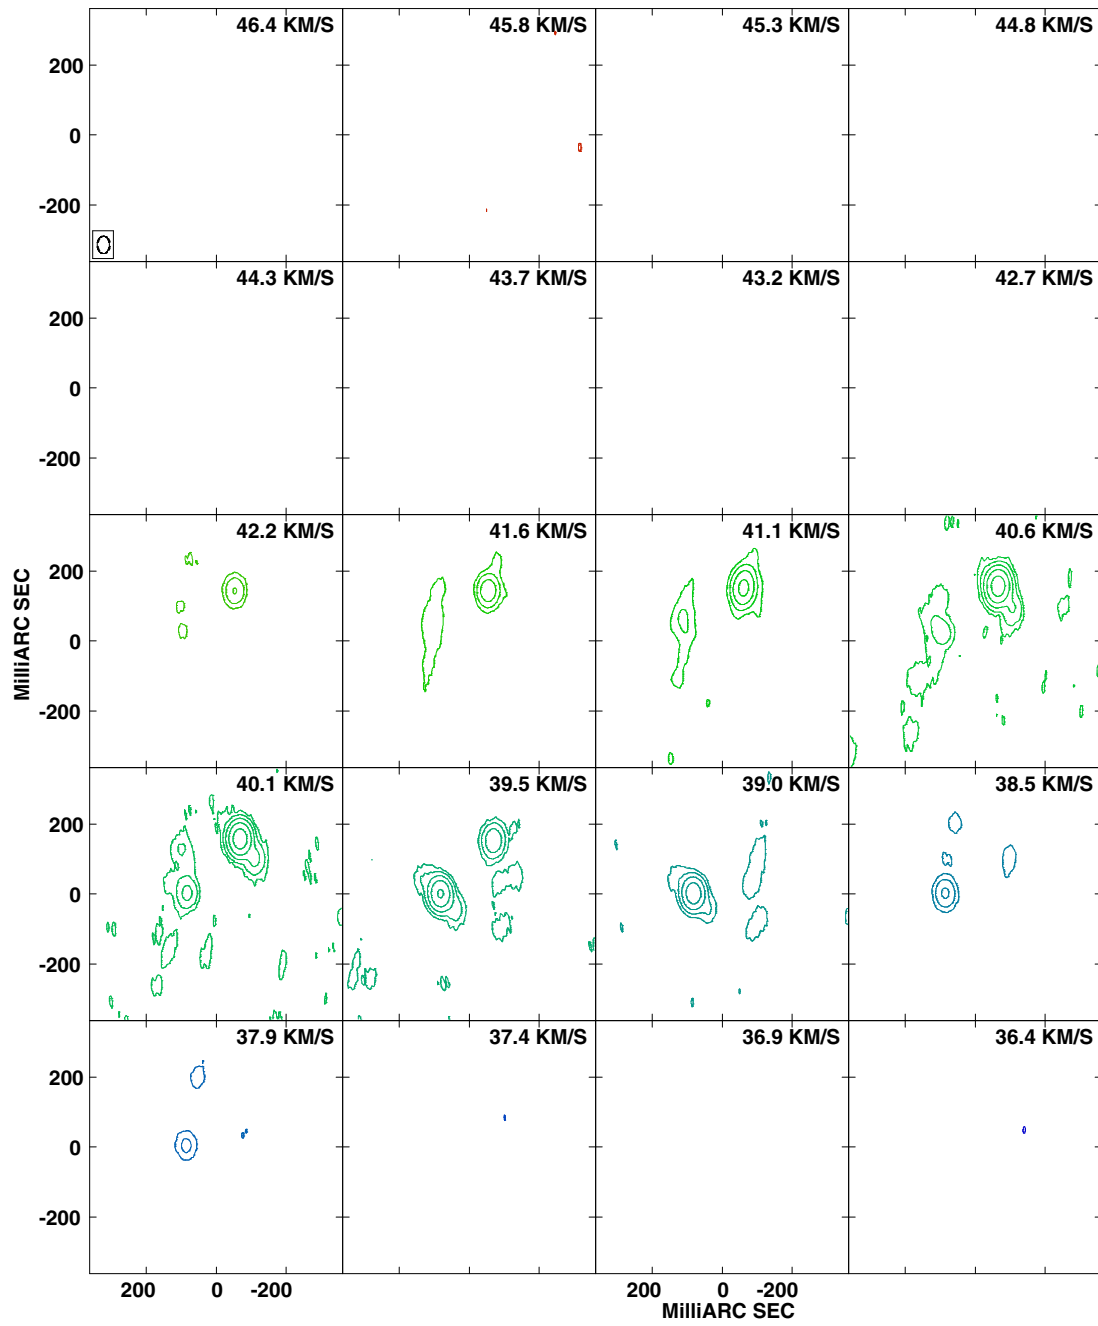 46.4 KM/S 45.8 KM/S 45.3 KM/S 44.8 KM/S
200
0
-200
44.3 KM/S 43.7 KM/S 43.2 KM/S 42.7 KM/S
200
0
-200
42.2 KM/S 41.6 KM/S 41.1 KM/S 40.6 KM/S
200
0
-200
MilliARC SEC
40.1 KM/S 39.5 KM/S 39.0 KM/S 38.5 KM/S
200
0
-200
37.9 KM/S 37.4 KM/S 36.9 KM/S 36.4 KM/S
200
0
-200
200 0 -200 200 0 -200
MilliARC SEC